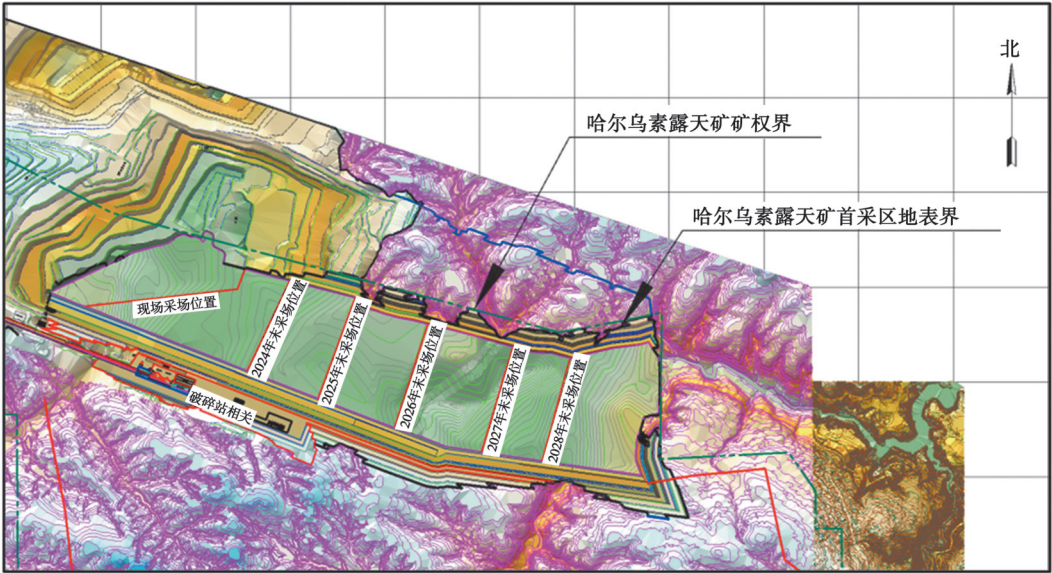 北
哈尔乌素露天矿矿权界
哈尔乌素露天矿首采区地表界
现场采场位置
2024年末采场位置
2025年末采场位置
2026年末采场位置
2027年末采场位置
2028年末采场位置
破碎站相关